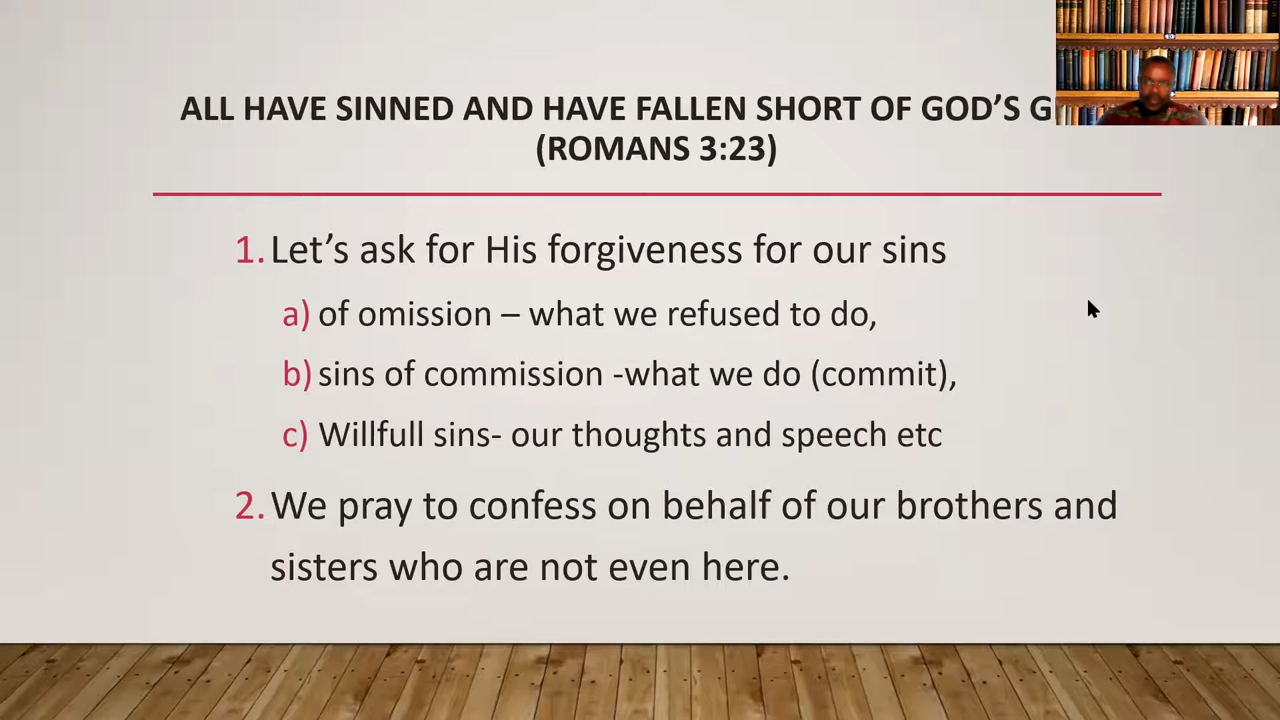 ALL HAVE SINNED AND HAVE FALLEN SHORT OF GOD’S
(ROMANS 3:23)
1. Let’s ask for His forgiveness for our sins
a) of omission – what we refused to do,
b) sins of commission -what we do (commit),
c) Willfull sins- our thoughts and speech etc
2. We pray to confess on behalf of our brothers and
sisters who are not even here.